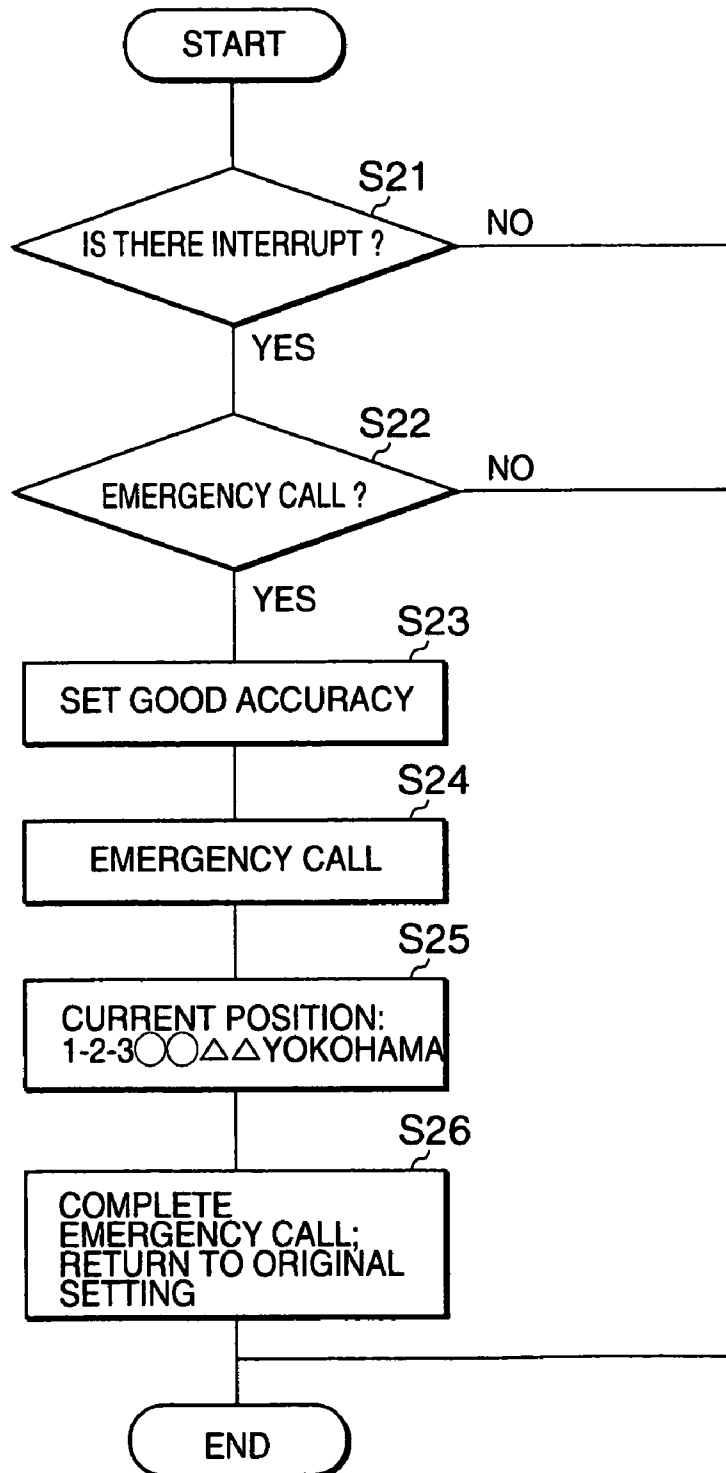 START
S21
IS THERE INTERRUPT ?
NO
YES
S22
EMERGENCY CALL ?
NO
YES
S23
SET GOOD ACCURACY
S24
EMERGENCY CALL
S25
CURRENT POSITION:
1-2-3○○△△YOKOHAMA
S26
COMPLETE
EMERGENCY CALL;
RETURN TO ORIGINAL
SETTING
END